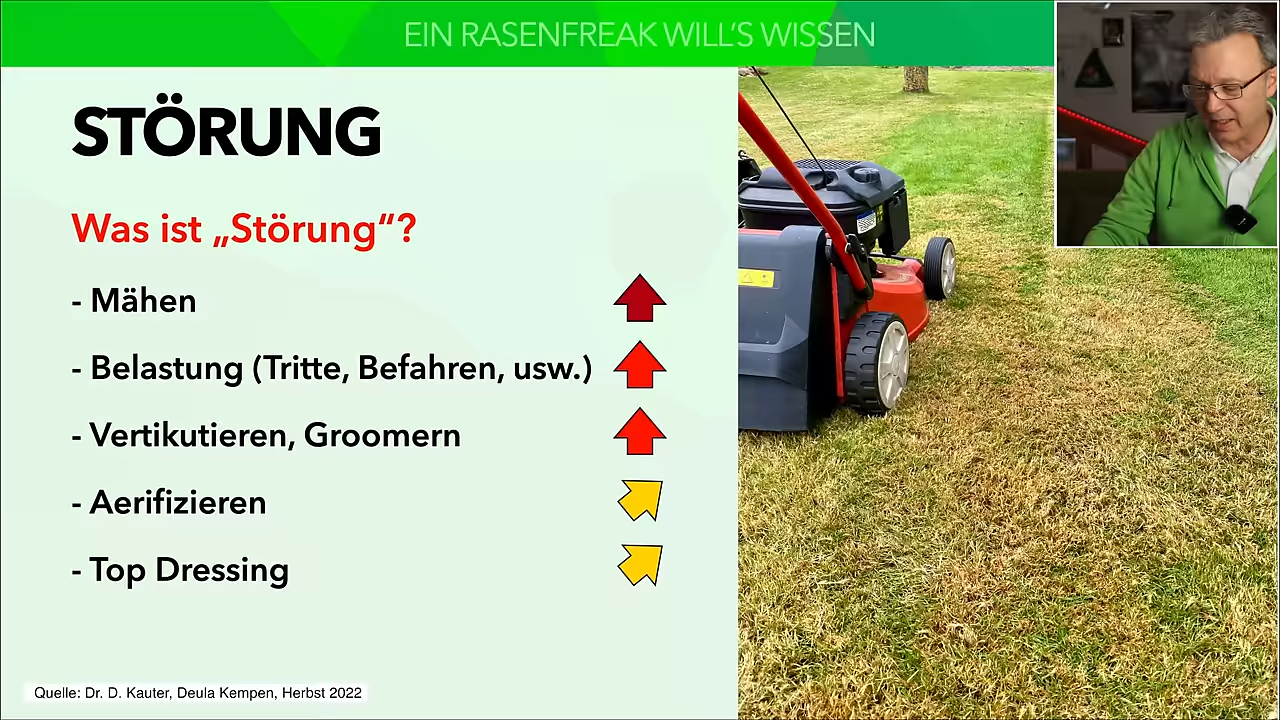 EIN RASENFREAK WILL'S WISSEN
STÖRUNG
Was ist „Störung“?
- Mähen
- Belastung (Tritte, Befahren, usw.)
- Vertikutieren, Groomern
- Aerifizieren
- Top Dressing
Quelle: Dr. D. Kauter, Deula Kempen, Herbst 2022